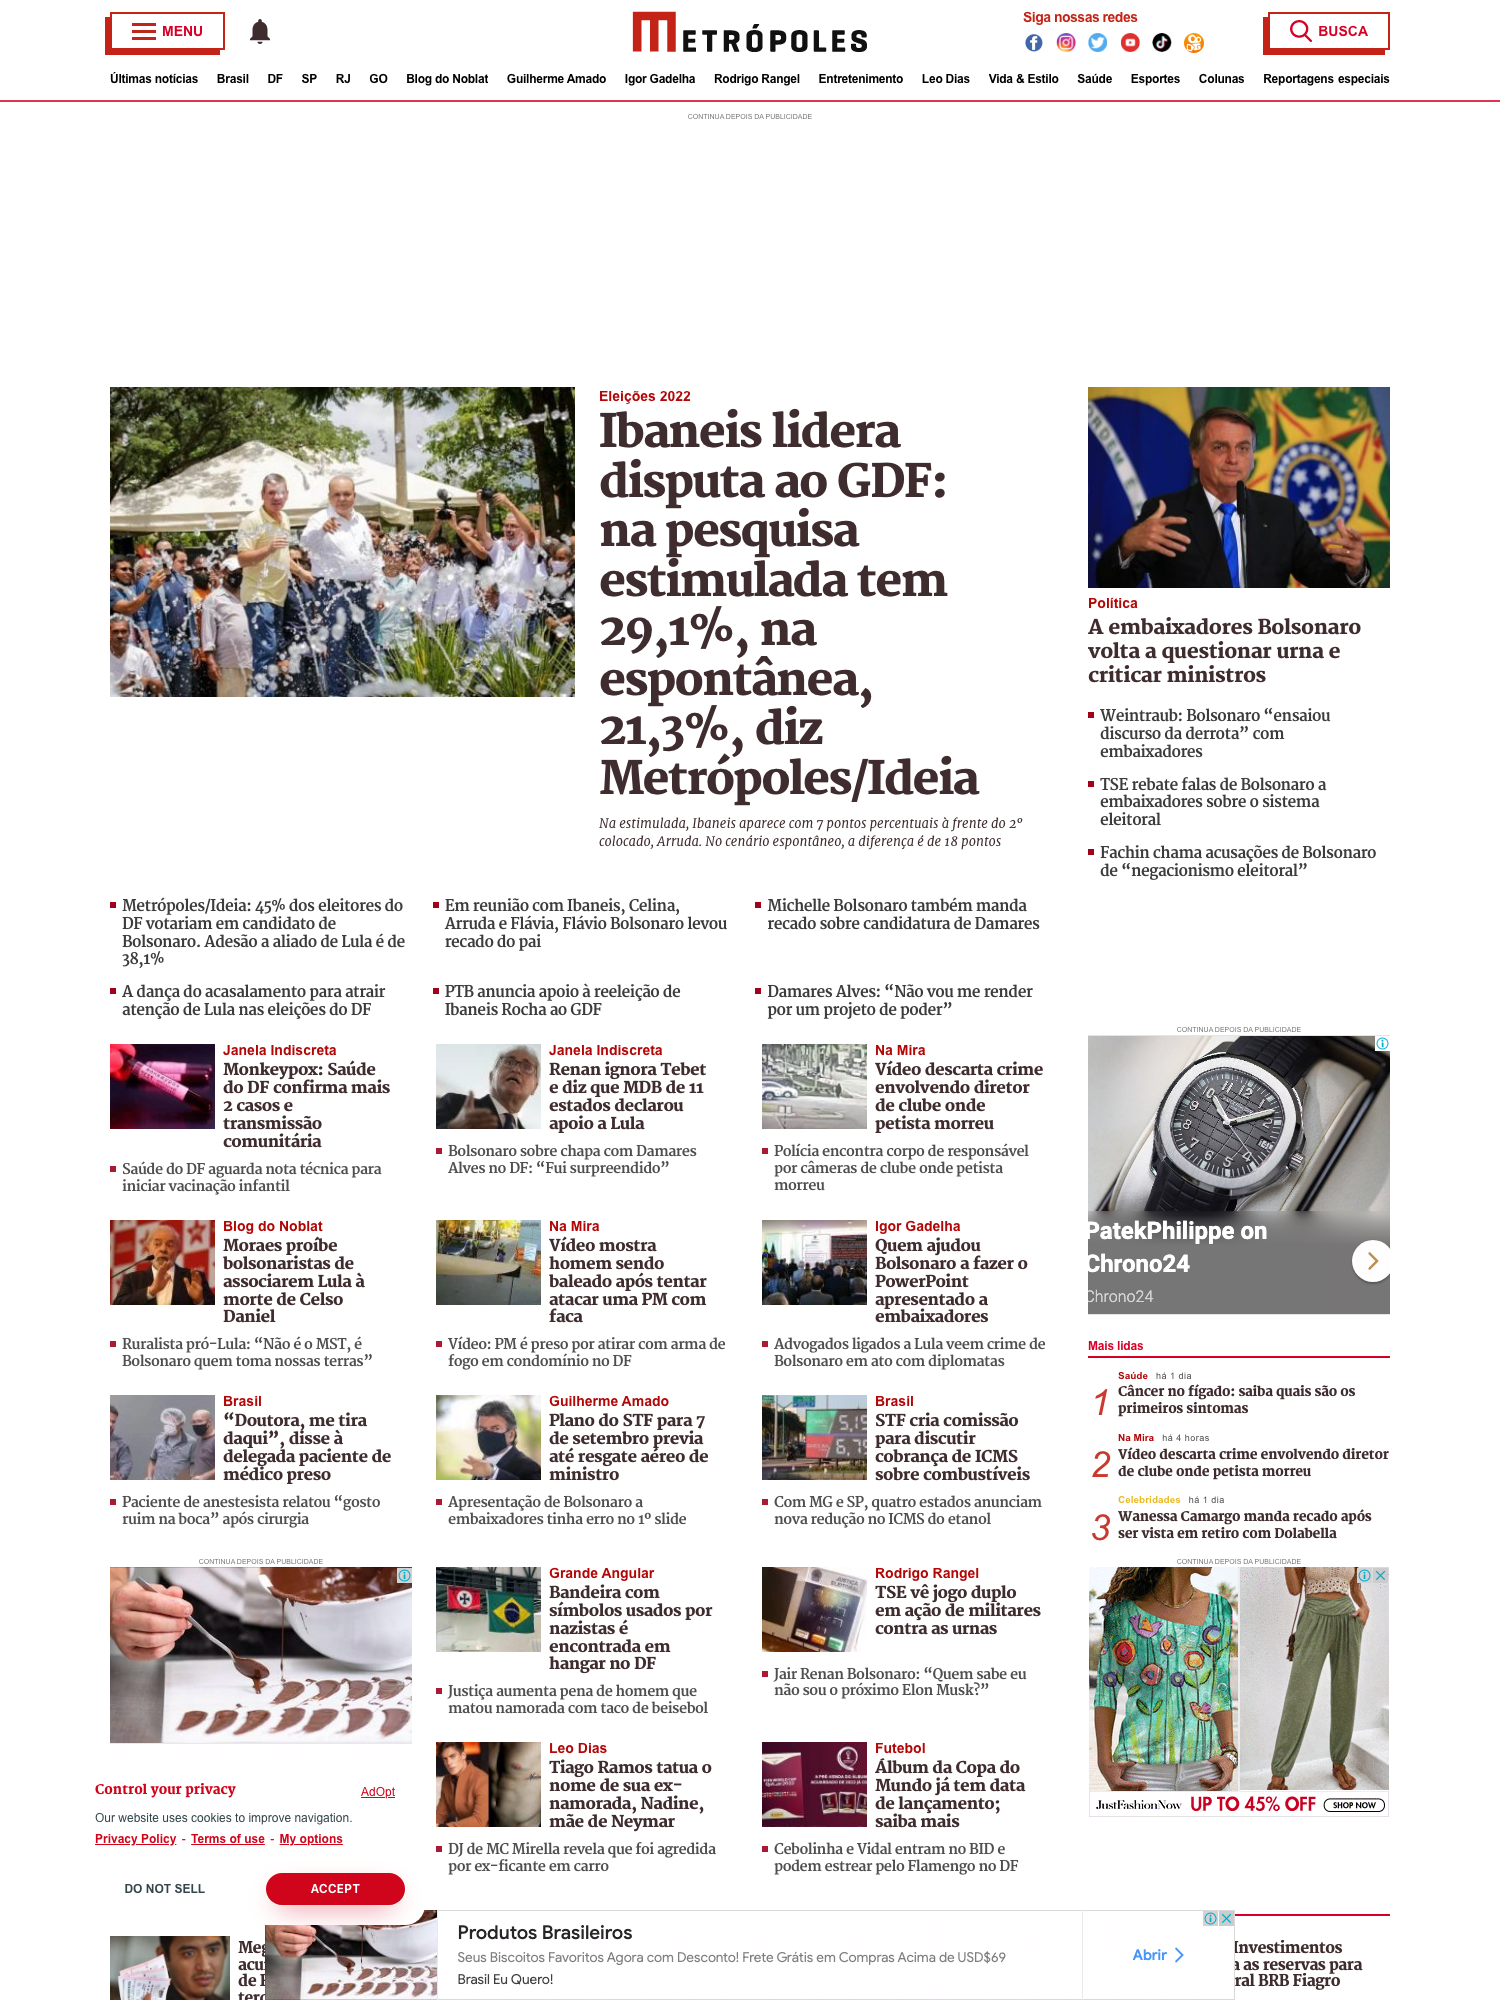 MENU
METRÓPOLES
Siga nossas redes
BUSCA
Últimas notícias Brasil DF SP RJ GO Blog do Noblat Guilherme Amado Igor Gadelha Rodrigo Rangel Entretenimento Leo Dias Vida & Estilo Saúde Esportes Colunas Reportagens especiais
CONTINUA DEPOIS DA PUBLICIDADE
Eleições 2022
Ibaneis lidera
disputa ao GDF:
na pesquisa
estimulada tem
29,1%, na
espontânea,
21,3%, diz
Metrópoles/Ideia
Na estimulada, Ibaneis aparece com 7 pontos percentuais à frente do 2º
colocado, Arruda. No cenário espontâneo, a diferença é de 18 pontos
Política
A embaixadores Bolsonaro
volta a questionar urna e
criticar ministros
Weintraub: Bolsonaro “ensaiou
discurso da derrota” com
embaixadores
TSE rebate falas de Bolsonaro a
embaixadores sobre o sistema
eleitoral
Fachin chama acusações de Bolsonaro
de “negacionismo eleitoral”
Metrópoles/Ideia: 45% dos eleitores do
DF votariam em candidato de
Bolsonaro. Adesão a aliado de Lula é de
38,1%
Em reunião com Ibaneis, Celina,
Arruda e Flávia, Flávio Bolsonaro levou
recado do pai
Michelle Bolsonaro também manda
recado sobre candidatura de Damares
A dança do acasalamento para atrair
atenção de Lula nas eleições do DF
PTB anuncia apoio à reeleição de
Ibaneis Rocha ao GDF
Damares Alves: “Não vou me render
por um projeto de poder”
Janela Indiscreta
Monkeypox: Saúde
do DF confirma mais
2 casos e
transmissão
comunitária
Saúde do DF aguarda nota técnica para
iniciar vacinação infantil
Janela Indiscreta
Renan ignora Tebet
e diz que MDB de 11
estados declarou
apoio a Lula
Bolsonaro sobre chapa com Damares
Alves no DF: “Fui surpreendido”
Na Mira
Vídeo descarta crime
envolvendo diretor
de clube onde
petista morreu
Polícia encontra corpo de responsável
por câmeras de clube onde petista
morreu
CONTINUA DEPOIS DA PUBLICIDADE
PatekPhilippe on
Chrono24
Chrono24
Blog do Noblat
Moraes proíbe
bolsonaristas de
associarem Lula à
morte de Celso
Daniel
Ruralista pró-Lula: “Não é o MST, é
Bolsonaro quem toma nossas terras”
Na Mira
Vídeo mostra
homem sendo
baleado após tentar
atacar uma PM com
faca
Vídeo: PM é preso por atirar com arma de
fogo em condomínio no DF
Igor Gadelha
Quem ajudou
Bolsonaro a fazer o
PowerPoint
apresentado a
embaixadores
Advogados ligados a Lula veem crime de
Bolsonaro em ato com diplomatas
Mais lidas
1
Saúde há 1 dia
Câncer no fígado: saiba quais são os
primeiros sintomas
2
Na Mira há 4 horas
Vídeo descarta crime envolvendo diretor
de clube onde petista morreu
3
Celebridades há 1 dia
Wanessa Camargo manda recado após
ser vista em retiro com Dolabella
Brasil
“Doutora, me tira
daqui”, disse à
delegada paciente de
médico preso
Paciente de anestesista relatou “gosto
ruim na boca” após cirurgia
Guilherme Amado
Plano do STF para 7
de setembro previa
até resgate aéreo de
ministro
Apresentação de Bolsonaro a
embaixadores tinha erro no 1º slide
Brasil
STF cria comissão
para discutir
cobrança de ICMS
sobre combustíveis
Com MG e SP, quatro estados anunciam
nova redução no ICMS do etanol
CONTINUA DEPOIS DA PUBLICIDADE
Grande Angular
Bandeira com
símbolos usados por
nazistas é
encontrada em
hangar no DF
Justiça aumenta pena de homem que
matou namorada com taco de beisebol
Rodrigo Rangel
TSE vê jogo duplo
em ação de militares
contra as urnas
Jair Renan Bolsonaro: “Quem sabe eu
não sou o próximo Elon Musk?”
CONTINUA DEPOIS DA PUBLICIDADE
JustFashionNow UP TO 45% OFF SHOP NOW
Leo Dias
Tiago Ramos tatua o
nome de sua ex-
namorada, Nadine,
mãe de Neymar
DJ de MC Mirella revela que foi agredida
por ex-ficante em carro
Futebol
Álbum da Copa do
Mundo já tem data
de lançamento;
saiba mais
Cebolinha e Vidal entram no BID e
podem estrear pelo Flamengo no DF
Control your privacy
AdOpt
Our website uses cookies to improve navigation.
Privacy Policy - Terms of use - My options
DO NOT SELL
ACCEPT
Produtos Brasileiros
Seus Biscoitos Favoritos Agora com Desconto! Frete Grátis em Compras Acima de USD$69
Brasil Eu Quero!
Abrir
Investimentos
a as reservas para
ral BRB Fiagro